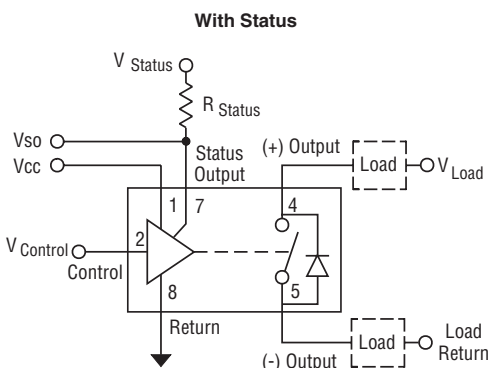 With Status
V Status
R Status
Vso
Vcc
Status
Output
(+) Output
Load
V Load
1 7
4
V Control
2
Control
8
5
Return
Load
Load
Return
(-) Output